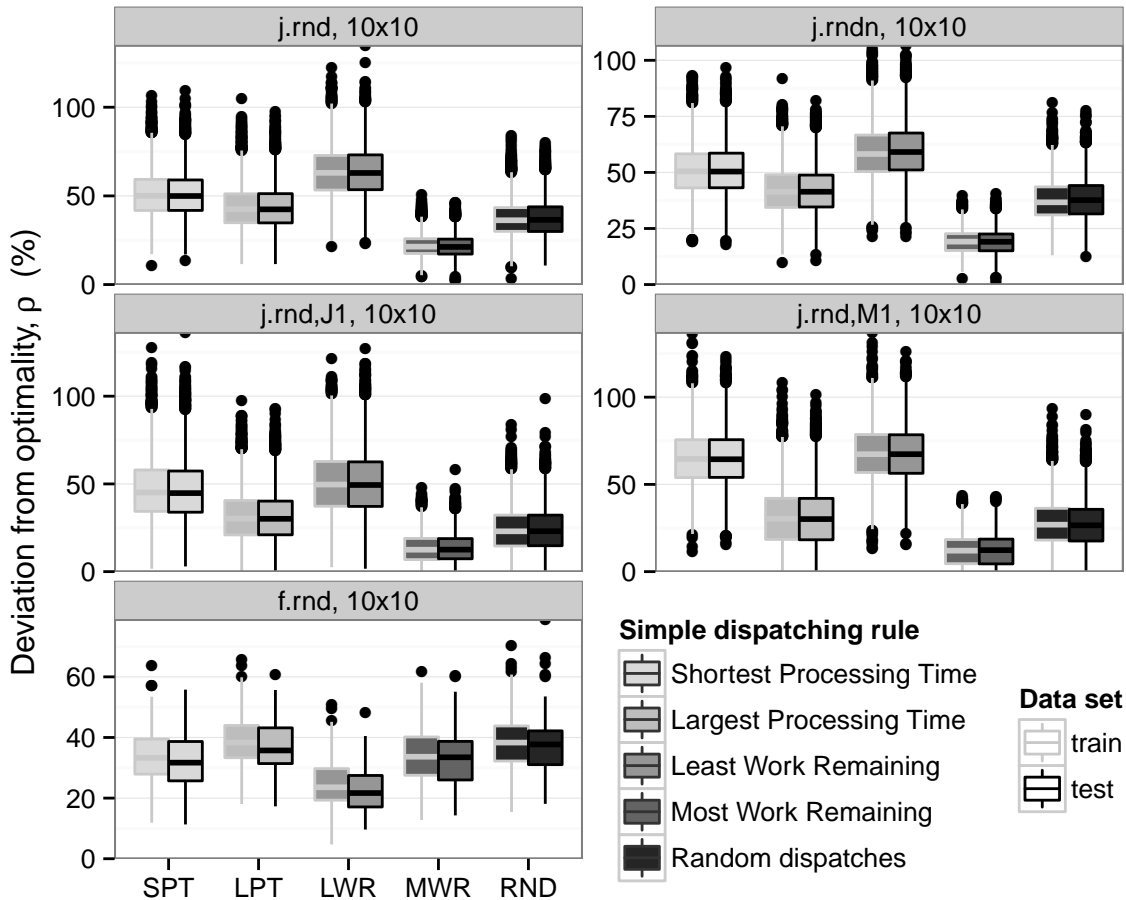 j.rnd, 10x10
j.rndn, 10x10
100
50
0
100
75
50
25
0
j.rnd,J1, 10x10
j.rnd,M1, 10x10
100
50
0
100
50
0
f.rnd, 10x10
60
40
20
0
SPT LPT LWR MWR RND
Deviation from optimality, ρ (%)
Simple dispatching rule
Shortest Processing Time
Largest Processing Time
Least Work Remaining
Most Work Remaining
Random dispatches
Data set
train
test